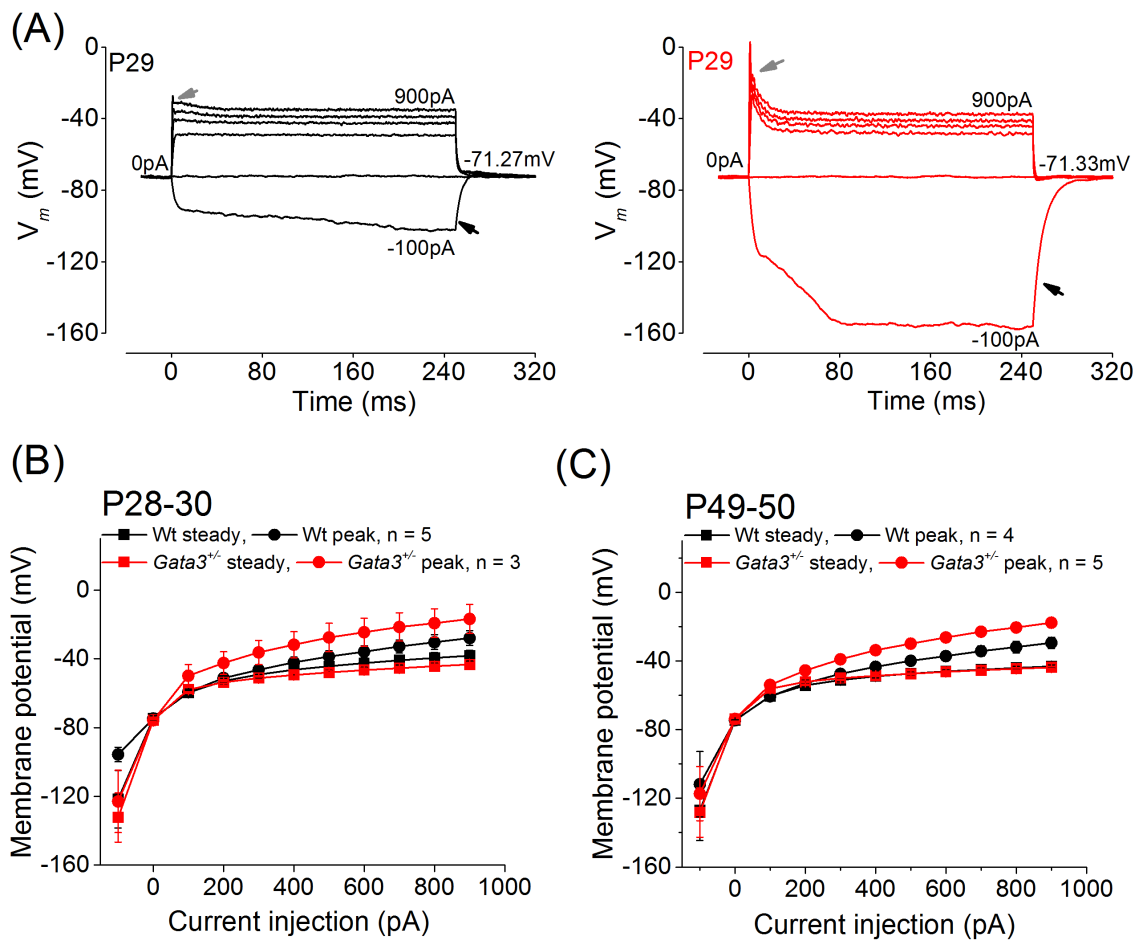 (A)
P29
0
-40
-80
-120
-160
V_m (mV)
0pA
900pA
-71.27mV
-100pA
0 80 160 240 320
Time (ms)
P29
0
-40
-80
-120
-160
V_m (mV)
0pA
900pA
-71.33mV
-100pA
0 80 160 240 320
Time (ms)
(B)
P28-30
Wt steady, Wt peak, n = 5
Gata3+/- steady, Gata3+/- peak, n = 3
0
-40
-80
-120
-160
Membrane potential (mV)
0 200 400 600 800 1000
Current injection (pA)
(C)
P49-50
Wt steady, Wt peak, n = 4
Gata3+/- steady, Gata3+/- peak, n = 5
0
-40
-80
-120
-160
Membrane potential (mV)
0 200 400 600 800 1000
Current injection (pA)